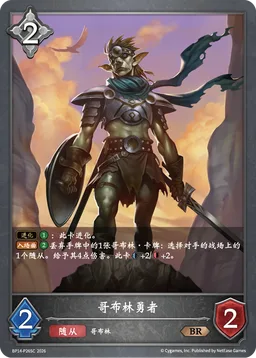 2
进化 1 :此卡进化。
入场曲 2 丢弃手牌中的1张哥布林·卡牌:选择对手的战场上的
1个随从。给予其4点伤害。此卡 +2/ +2。
哥布林勇者
2 随从 哥布林 BR 2
© Cygames, Inc. Published by NetEase Games